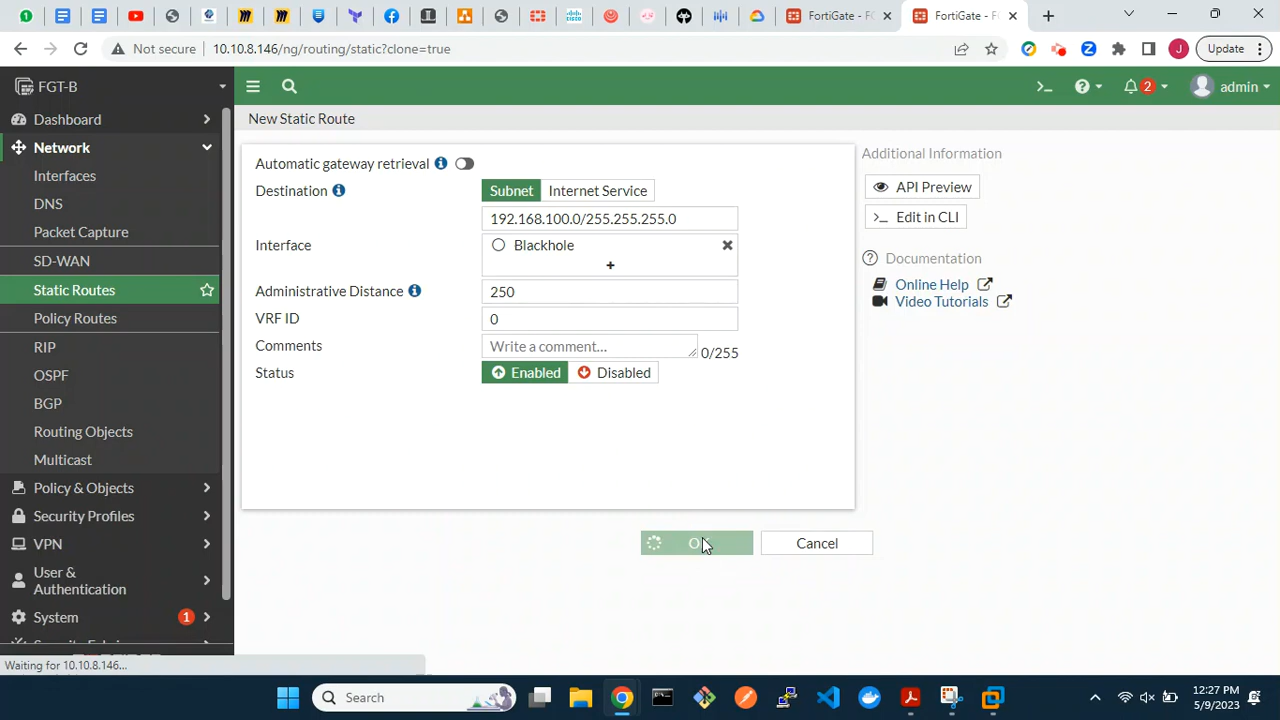 FortiGate - F
FortiGate - F
Update
Not secure
10.10.8.146/ng/routing/static?clone=true
J
FGT-B
2
admin
Dashboard
Network
Interfaces
DNS
Packet Capture
SD-WAN
Static Routes
Policy Routes
RIP
OSPF
BGP
Routing Objects
Multicast
Policy & Objects
Security Profiles
VPN
User &
Authentication
System
1
New Static Route
Automatic gateway retrieval
Destination
Subnet
Internet Service
192.168.100.0/255.255.255.0
Interface
Blackhole
Administrative Distance
250
VRF ID
0
Comments
Write a comment...
0/255
Status
Enabled
Disabled
Cancel
Additional Information
API Preview
Edit in CLI
Documentation
Online Help
Video Tutorials
Waiting for 10.10.8.146...
Search
12:27 PM
5/9/2023